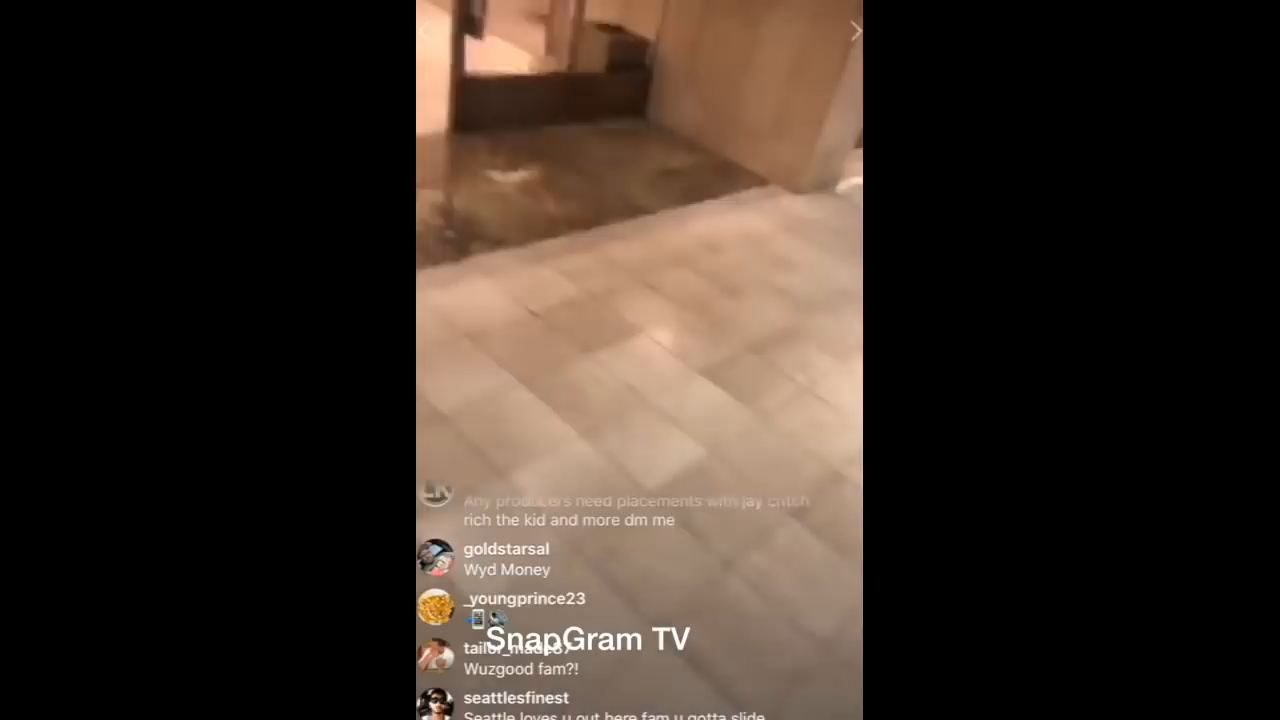 Any producers need placements with jay critch
rich the kid and more dm me
goldstarsal
Wyd Money
_youngprince23
SnapGram TV
tailor_made87
Wuzgood fam?!
seattlesfinest
Seattle loves u out here fam u gotta slide